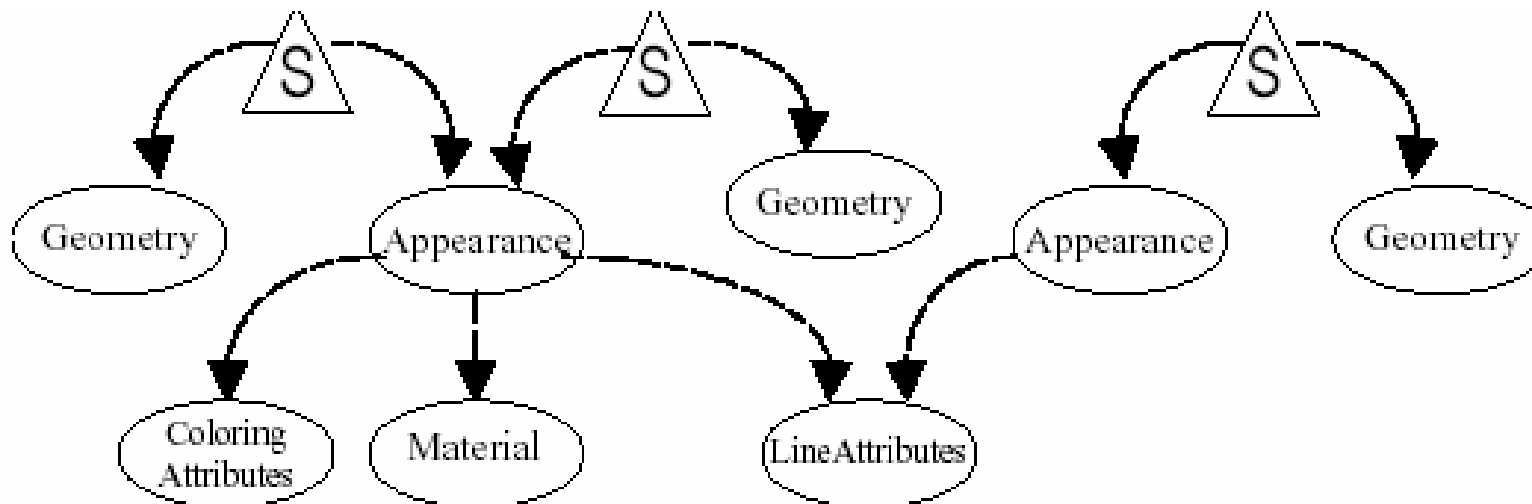 S
S
S
Geometry
Appearance
Geometry
Appearance
Geometry
Coloring
Attributes
Material
LineAttributes